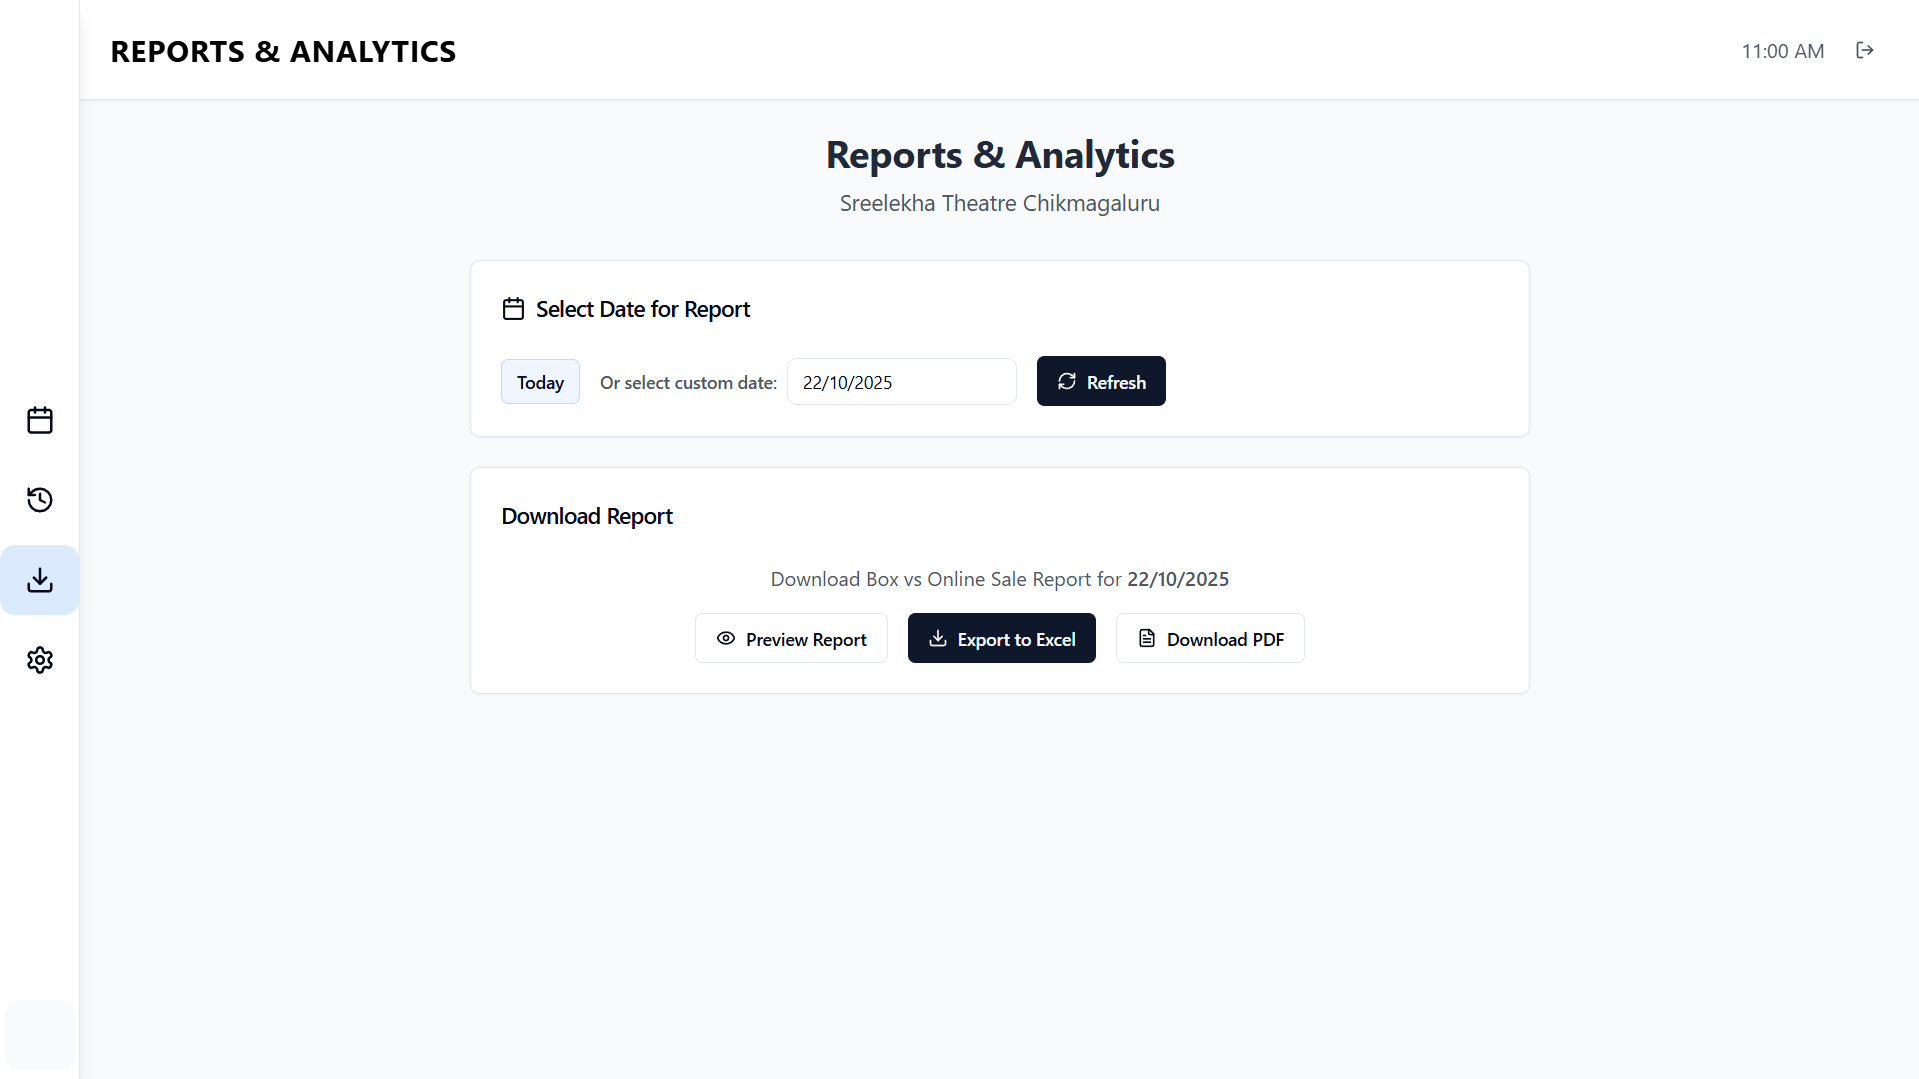 REPORTS & ANALYTICS
11:00 AM
Reports & Analytics
Sreelekha Theatre Chikmagaluru
Select Date for Report
Today
Or select custom date:
22/10/2025
Refresh
Download Report
Download Box vs Online Sale Report for 22/10/2025
Preview Report
Export to Excel
Download PDF